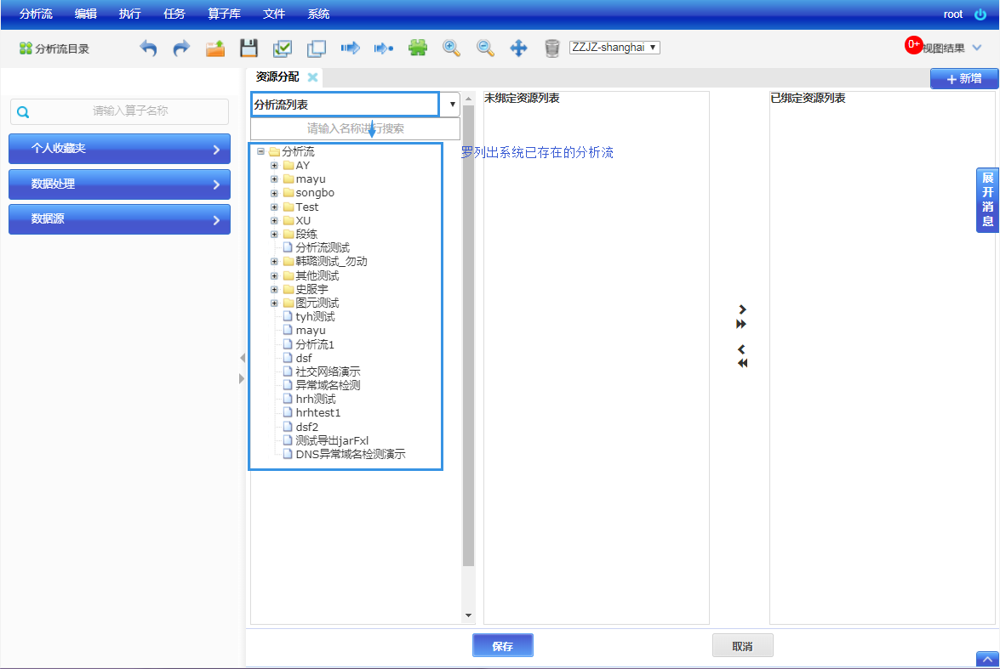 分析流 编辑 执行 任务 算子库 文件 系统 root
分析流目录 ZZJZ-shanghai 0+ 视图结果
资源分配
新增
请输入算子名称
个人收藏夹
数据处理
数据源
分析流列表
请输入名称进行搜索
分析流
AY
mayu
songbo
Test
XU
段练
分析流测试
韩璐测试_勿动
其他测试
史服宇
图元测试
tyh测试
mayu
分析流1
dsf
社交网络演示
异常域名检测
hrh测试
hrhtest1
dsf2
测试导出jarFxl
DNS异常域名检测演示
罗列出系统已存在的分析流
未绑定资源列表
已绑定资源列表
展开消息
保存 取消